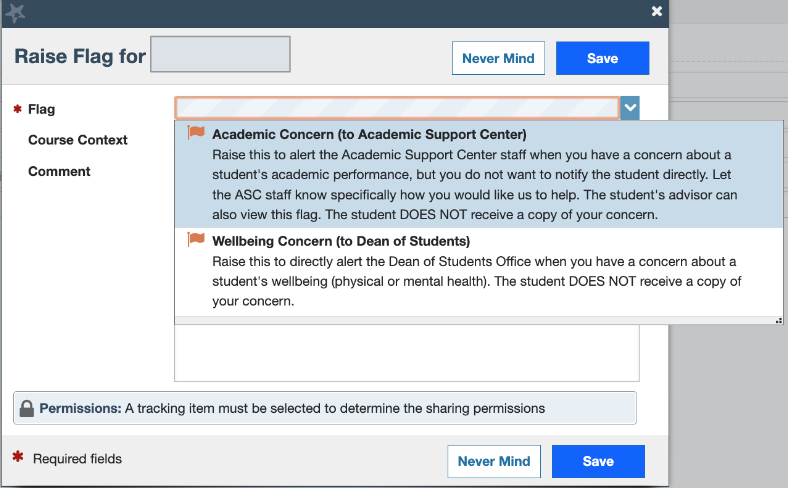 Raise Flag for
Never Mind
Save
* Flag
Academic Concern (to Academic Support Center)
Raise this to alert the Academic Support Center staff when you have a concern about a
student's academic performance, but you do not want to notify the student directly. Let
the ASC staff know specifically how you would like us to help. The student's advisor can
also view this flag. The student DOES NOT receive a copy of your concern.
Wellbeing Concern (to Dean of Students)
Raise this to directly alert the Dean of Students Office when you have a concern about a
student's wellbeing (physical or mental health). The student DOES NOT receive a copy of
your concern.
Course Context
Comment
Permissions: A tracking item must be selected to determine the sharing permissions
* Required fields
Never Mind
Save